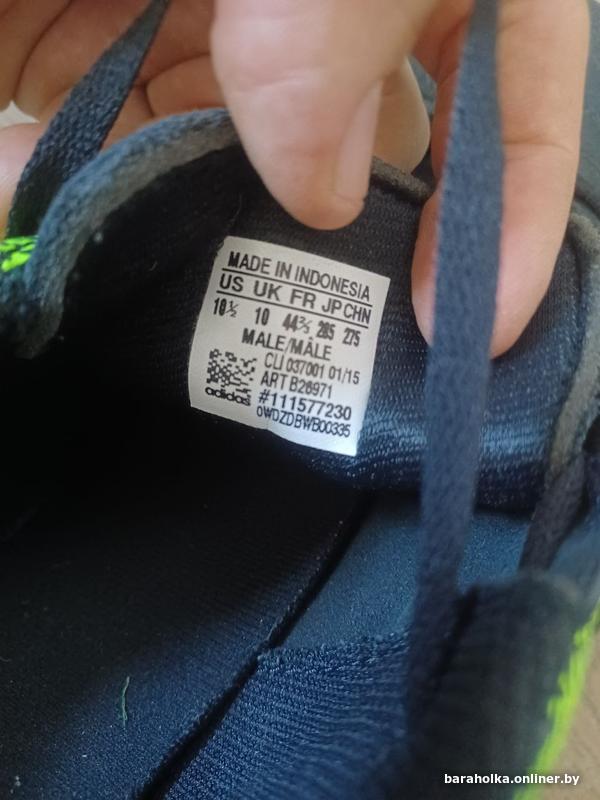 MADE IN INDONESIA
US UK FR JP CHN
10½ 10 44⅔ 285 275
MALE/MÂLE
CLU 037001 01/15
ART B26971
#111577230
0WDZDBWB00335
adidas
baraholka.onliner.by